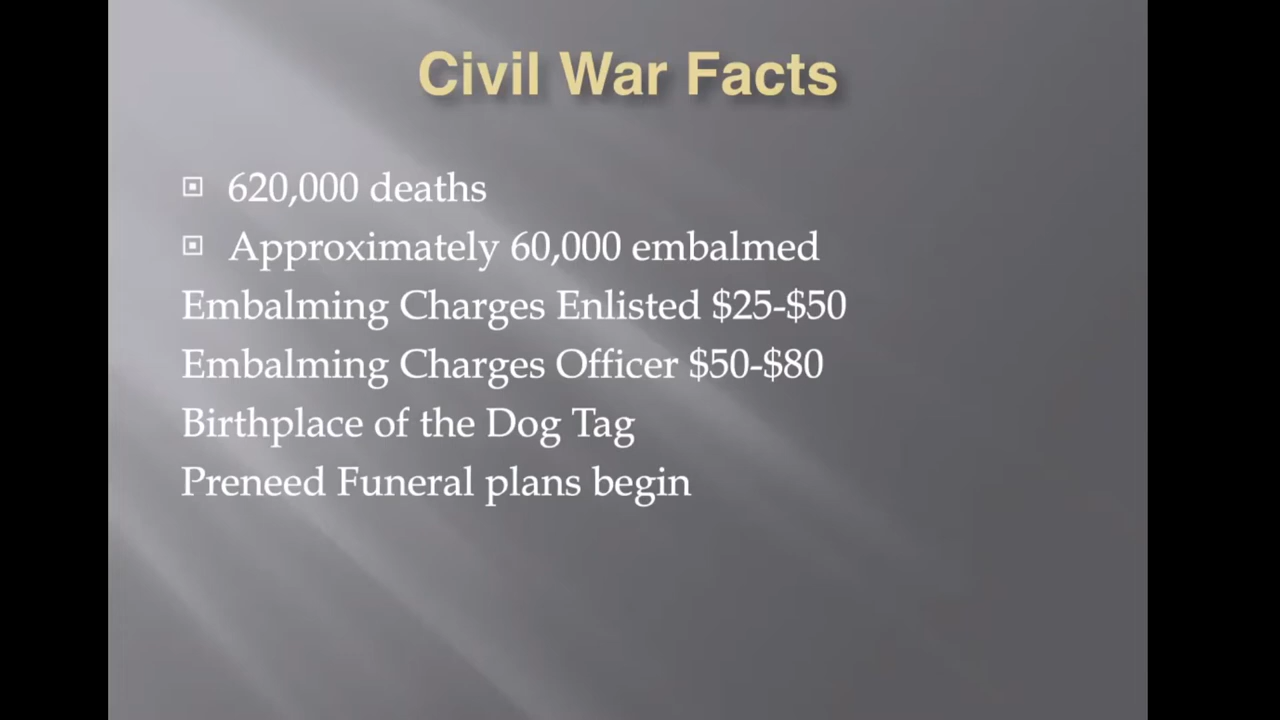 Civil War Facts
620,000 deaths
Approximately 60,000 embalmed
Embalming Charges Enlisted $25-$50
Embalming Charges Officer $50-$80
Birthplace of the Dog Tag
Preneed Funeral plans begin